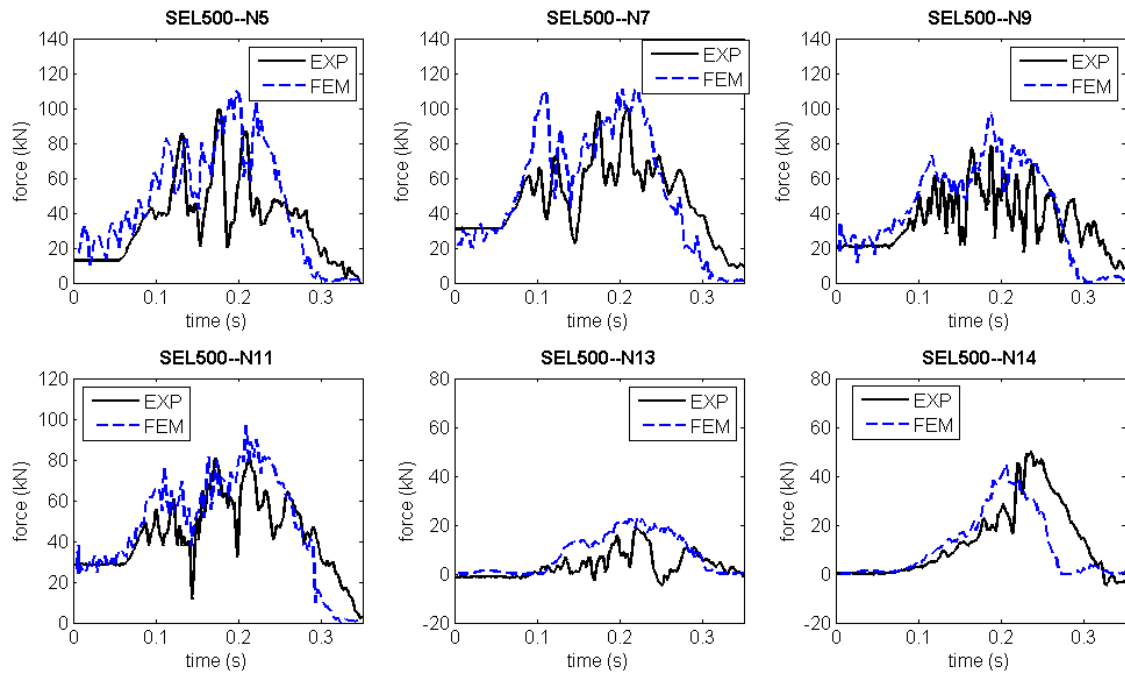 SEL500--N5
140
120
100
80
60
40
20
0
force (kN)
0
0.1
0.2
0.3
time (s)
EXP
FEM
SEL500--N7
140
120
100
80
60
40
20
0
force (kN)
0
0.1
0.2
0.3
time (s)
EXP
FEM
SEL500--N9
140
120
100
80
60
40
20
0
force (kN)
0
0.1
0.2
0.3
time (s)
EXP
FEM
SEL500--N11
120
100
80
60
40
20
0
force (kN)
0
0.1
0.2
0.3
time (s)
EXP
FEM
SEL500--N13
80
60
40
20
0
-20
force (kN)
0
0.1
0.2
0.3
time (s)
EXP
FEM
SEL500--N14
80
60
40
20
0
-20
force (kN)
0
0.1
0.2
0.3
time (s)
EXP
FEM